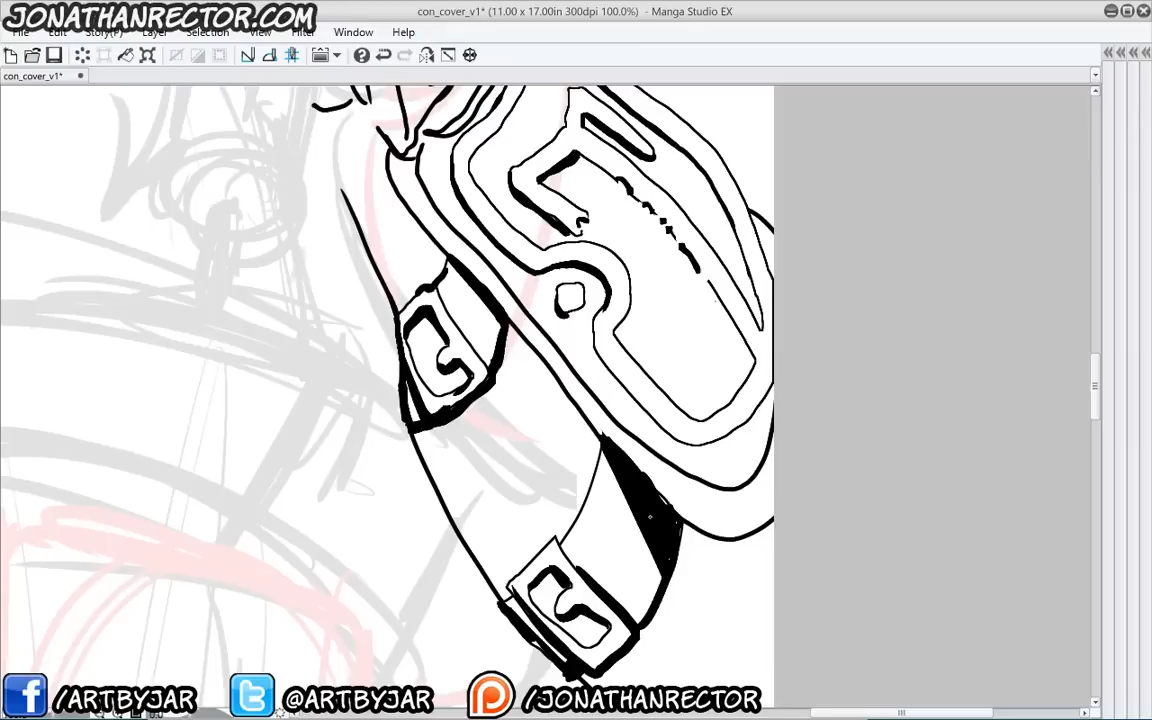 JONATHANRECTOR.COM
con_cover_v1* (11.00 x 17.00in 300dpi 100.0%) - Manga Studio EX
File Edit Story(P) Layer Selection View Filter Window Help
con_cover_v1*
/ARTBYJAR @ARTBYJAR /JONATHANRECTOR